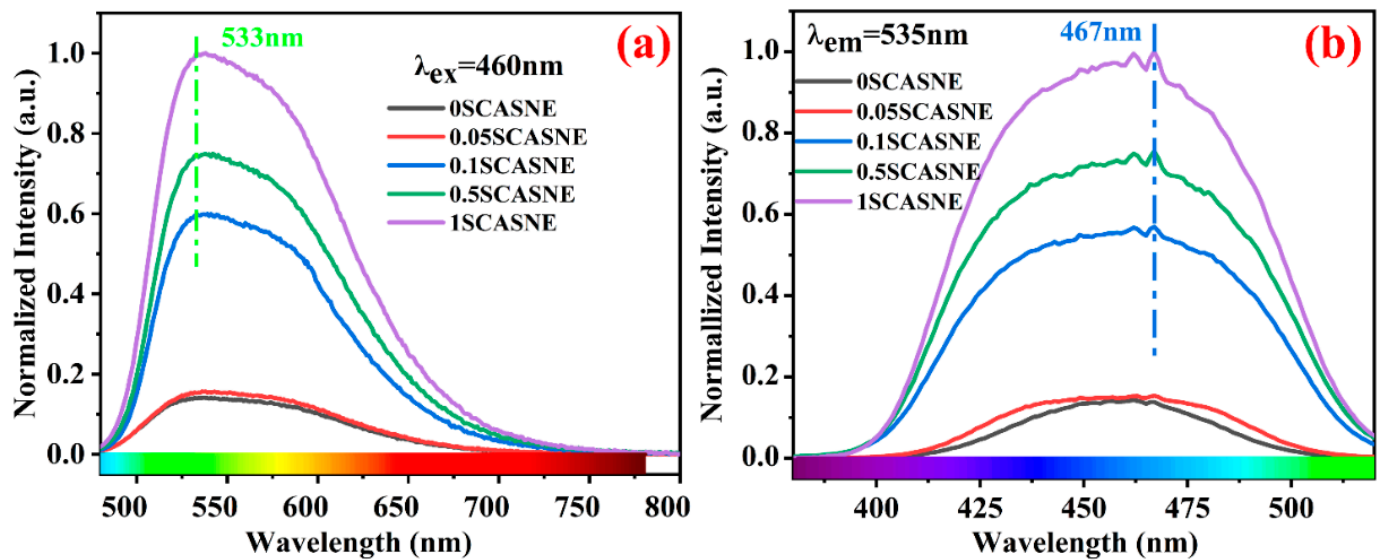 533nm
(a)
λex=460nm
0SCASNE
0.05SCASNE
0.1SCASNE
0.5SCASNE
1SCASNE
Normalized Intensity (a.u.)
1.0
0.8
0.6
0.4
0.2
0.0
500 550 600 650 700 750 800
Wavelength (nm)
λem=535nm
467nm
(b)
0SCASNE
0.05SCASNE
0.1SCASNE
0.5SCASNE
1SCASNE
Normallized Intensity (a.u.)
1.0
0.8
0.6
0.4
0.2
0.0
400 425 450 475 500
Wavelength (nm)